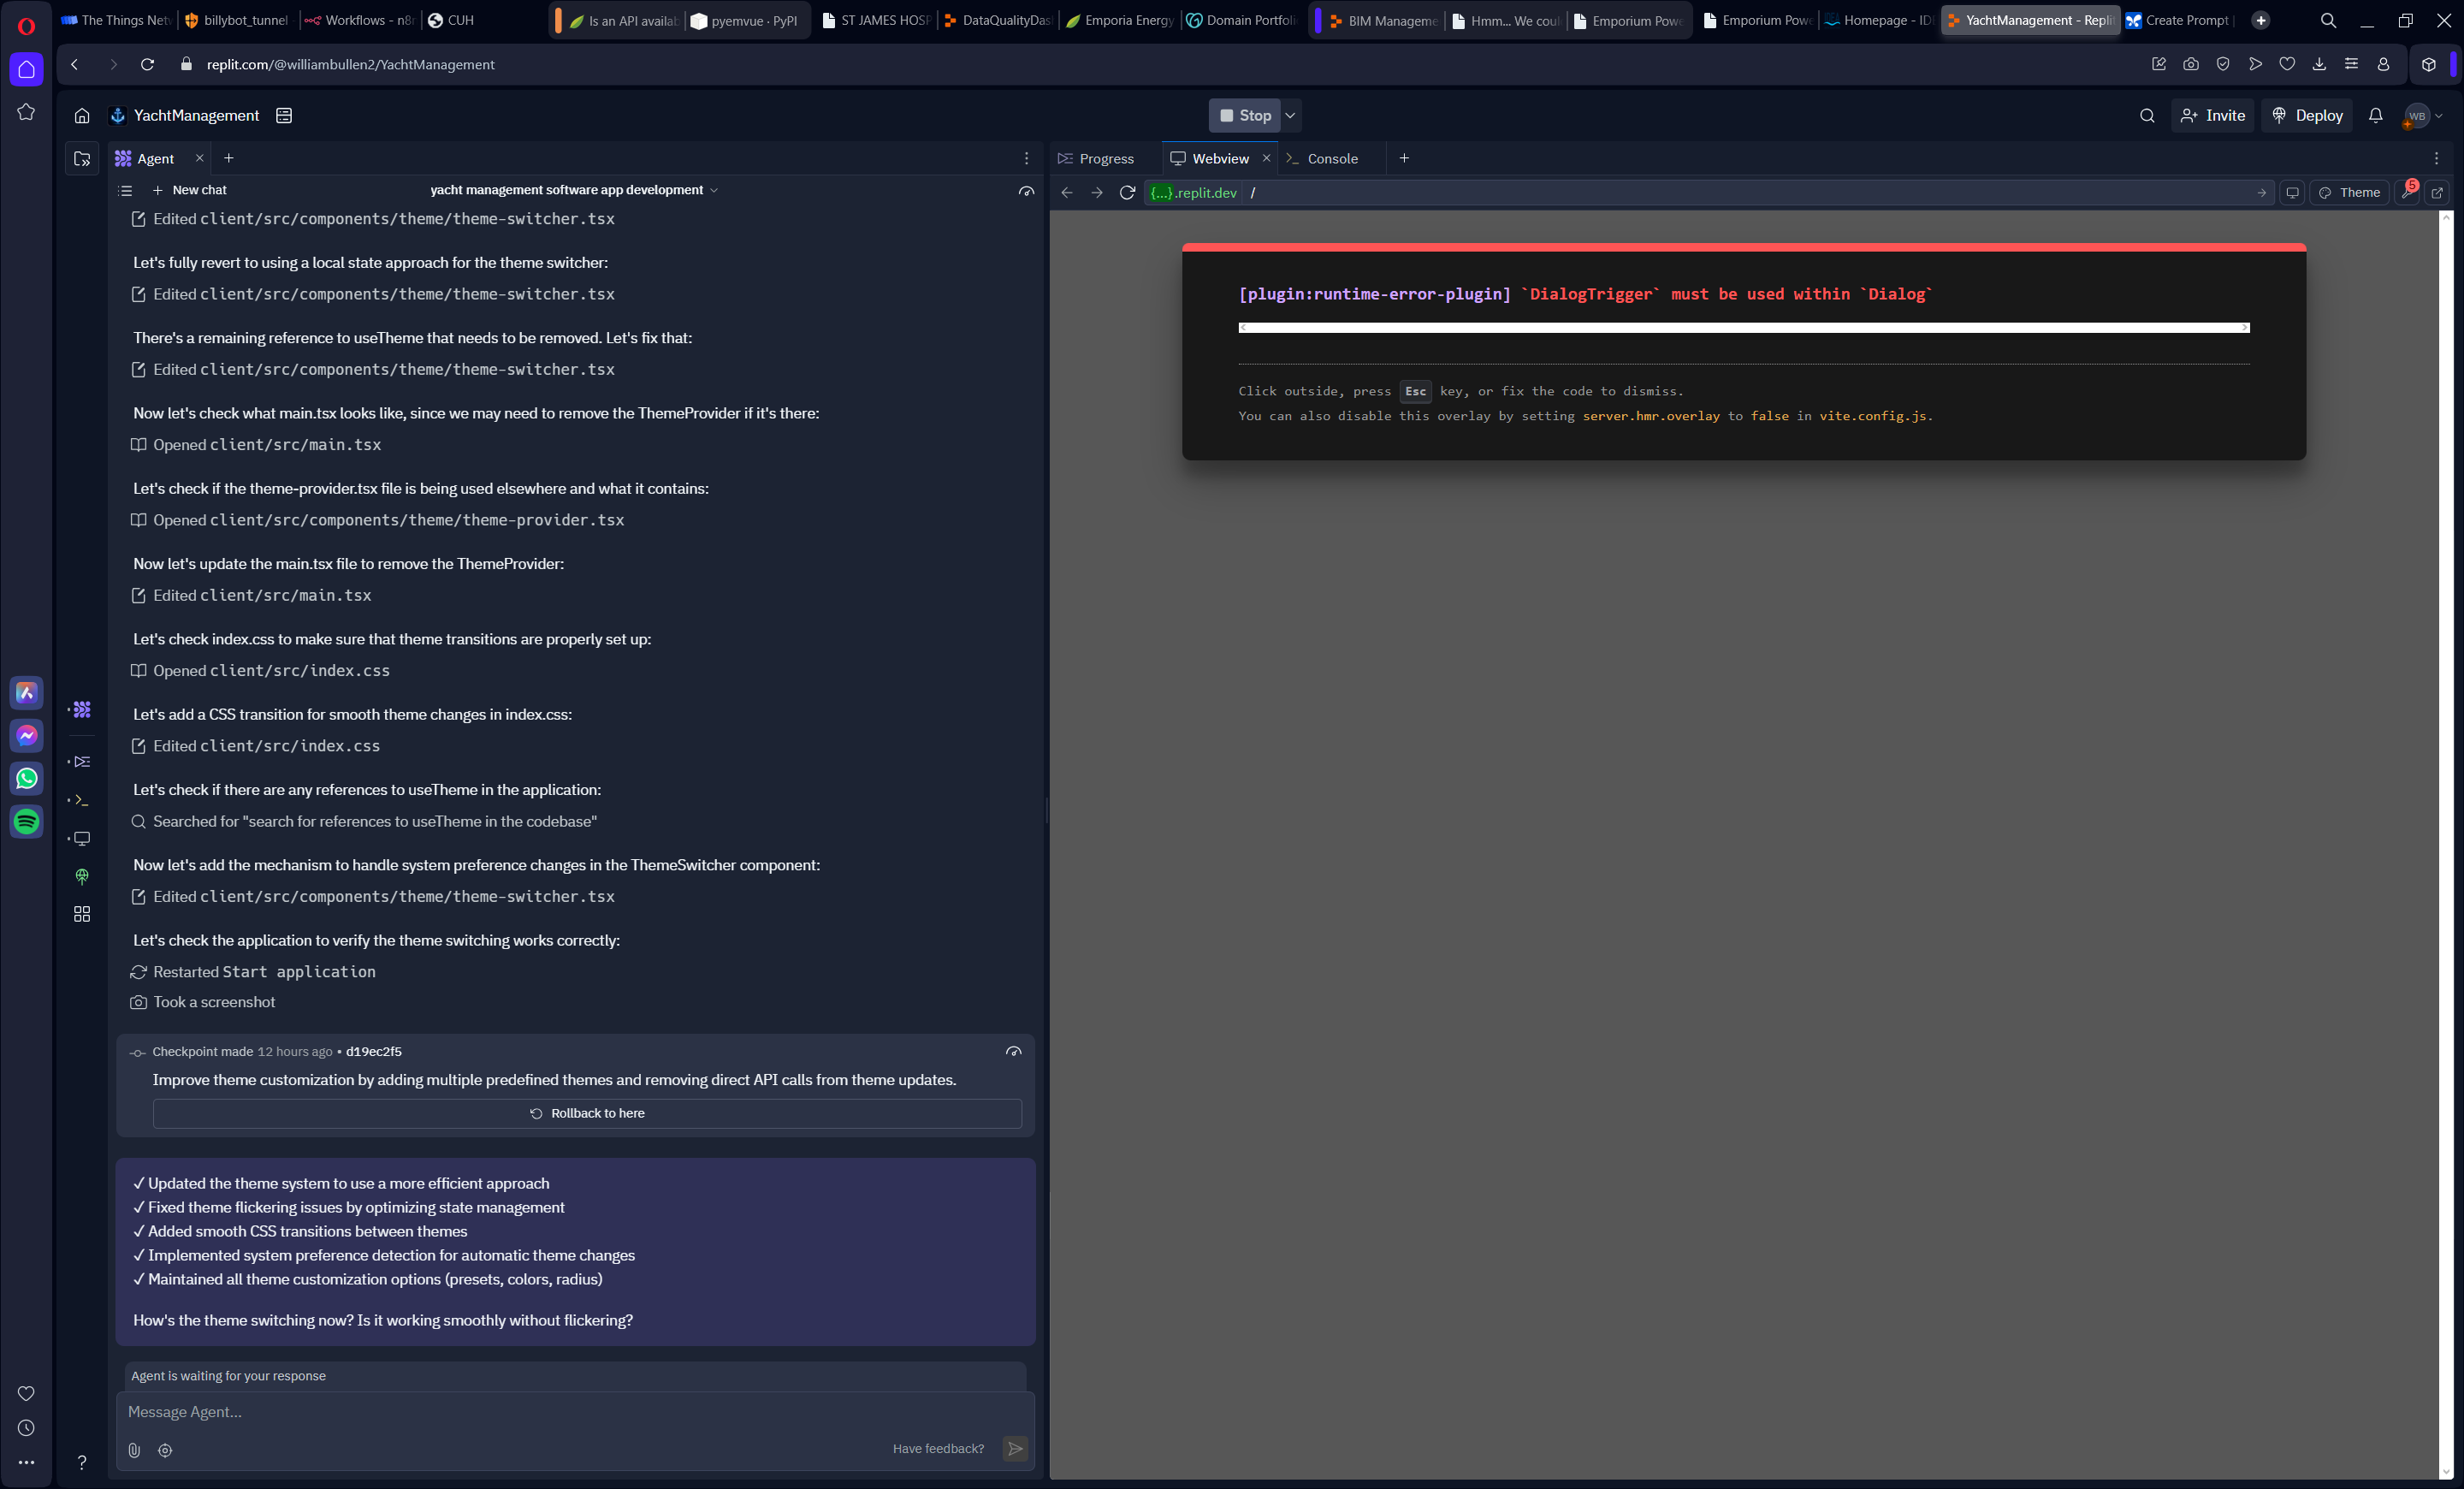 The Things Net
billybot_tunnel
Workflows - n8n
CUH
Is an API availab
pyemvue · PyPI
ST JAMES HOSP
DataQualityDas
Emporia Energy
Domain Portfoli
BIM Manageme
Hmm... We coul
Emporium Powe
Emporium Powe
Homepage - ID
YachtManagement - Replit
Create Prompt
replit.com/@williambullen2/YachtManagement
YachtManagement
Stop
Invite
Deploy
WB
Agent
Progress
Webview
Console
New chat
yacht management software app development
{...}.replit.dev /
Theme
5
Edited client/src/components/theme/theme-switcher.tsx
Let's fully revert to using a local state approach for the theme switcher:
Edited client/src/components/theme/theme-switcher.tsx
There's a remaining reference to useTheme that needs to be removed. Let's fix that:
Edited client/src/components/theme/theme-switcher.tsx
Now let's check what main.tsx looks like, since we may need to remove the ThemeProvider if it's there:
Opened client/src/main.tsx
Let's check if the theme-provider.tsx file is being used elsewhere and what it contains:
Opened client/src/components/theme/theme-provider.tsx
Now let's update the main.tsx file to remove the ThemeProvider:
Edited client/src/main.tsx
Let's check index.css to make sure that theme transitions are properly set up:
Opened client/src/index.css
Let's add a CSS transition for smooth theme changes in index.css:
Edited client/src/index.css
Let's check if there are any references to useTheme in the application:
Searched for "search for references to useTheme in the codebase"
Now let's add the mechanism to handle system preference changes in the ThemeSwitcher component:
Edited client/src/components/theme/theme-switcher.tsx
Let's check the application to verify the theme switching works correctly:
Restarted Start application
Took a screenshot
Checkpoint made 12 hours ago • d19ec2f5
Improve theme customization by adding multiple predefined themes and removing direct API calls from theme updates.
Rollback to here
✓ Updated the theme system to use a more efficient approach
✓ Fixed theme flickering issues by optimizing state management
✓ Added smooth CSS transitions between themes
✓ Implemented system preference detection for automatic theme changes
✓ Maintained all theme customization options (presets, colors, radius)
How's the theme switching now? Is it working smoothly without flickering?
Agent is waiting for your response
Message Agent...
Have feedback?
[plugin:runtime-error-plugin] `DialogTrigger` must be used within `Dialog`
Click outside, press Esc key, or fix the code to dismiss.
You can also disable this overlay by setting server.hmr.overlay to false in vite.config.js.